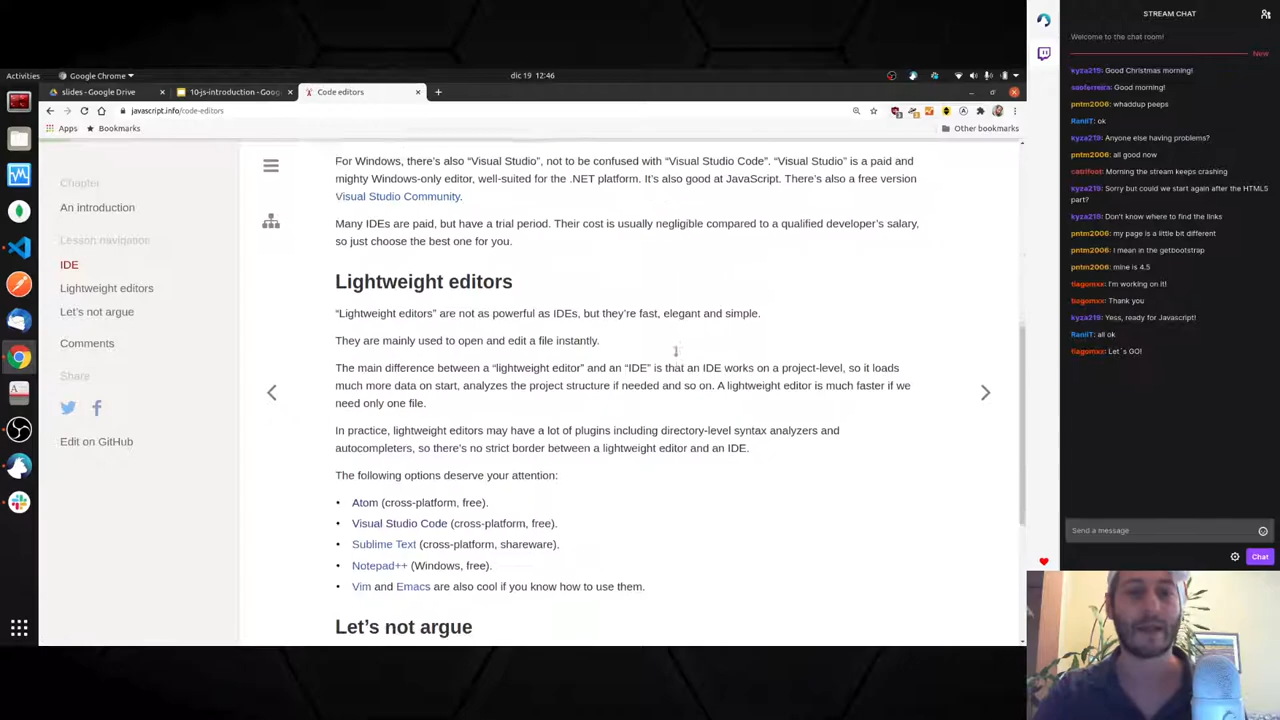 Activities
Google Chrome
dic 19 12:46
slides - Google Drive
10-js-introduction - Goog
Code editors
javascript.info/code-editors
Apps
Bookmarks
Other bookmarks
Chapter
An introduction
Lesson navigation
IDE
Lightweight editors
Let's not argue
Comments
Share
Edit on GitHub
For Windows, there's also “Visual Studio”, not to be confused with “Visual Studio Code”. “Visual Studio” is a paid and
mighty Windows-only editor, well-suited for the .NET platform. It's also good at JavaScript. There's also a free version
Visual Studio Community.
Many IDEs are paid, but have a trial period. Their cost is usually negligible compared to a qualified developer's salary,
so just choose the best one for you.
Lightweight editors
“Lightweight editors” are not as powerful as IDEs, but they're fast, elegant and simple.
They are mainly used to open and edit a file instantly.
The main difference between a “lightweight editor” and an “IDE” is that an IDE works on a project-level, so it loads
much more data on start, analyzes the project structure if needed and so on. A lightweight editor is much faster if we
need only one file.
In practice, lightweight editors may have a lot of plugins including directory-level syntax analyzers and
autocompleters, so there's no strict border between a lightweight editor and an IDE.
The following options deserve your attention:
• Atom (cross-platform, free).
• Visual Studio Code (cross-platform, free).
• Sublime Text (cross-platform, shareware).
• Notepad++ (Windows, free).
• Vim and Emacs are also cool if you know how to use them.
Let's not argue
STREAM CHAT
Welcome to the chat room!
New
kyza219: Good Christmas morning!
Good morning!
pntm2006: whaddup peeps
RaniIT: ok
kyza219: Anyone else having problems?
pntm2006: all good now
Morning the stream keeps crashing
kyza219: Sorry but could we start again after the HTML5
part?
kyza219: Don't know where to find the links
pntm2006: my page is a little bit different
pntm2006: I mean in the getbootstrap
pntm2006: mine is 4.5
tiagomxx: I'm working on it!
Thank you
kyza219: Yess, ready for Javascript!
RaniIT: all ok
tiagomxx: Let´s GO!
Send a message
Chat